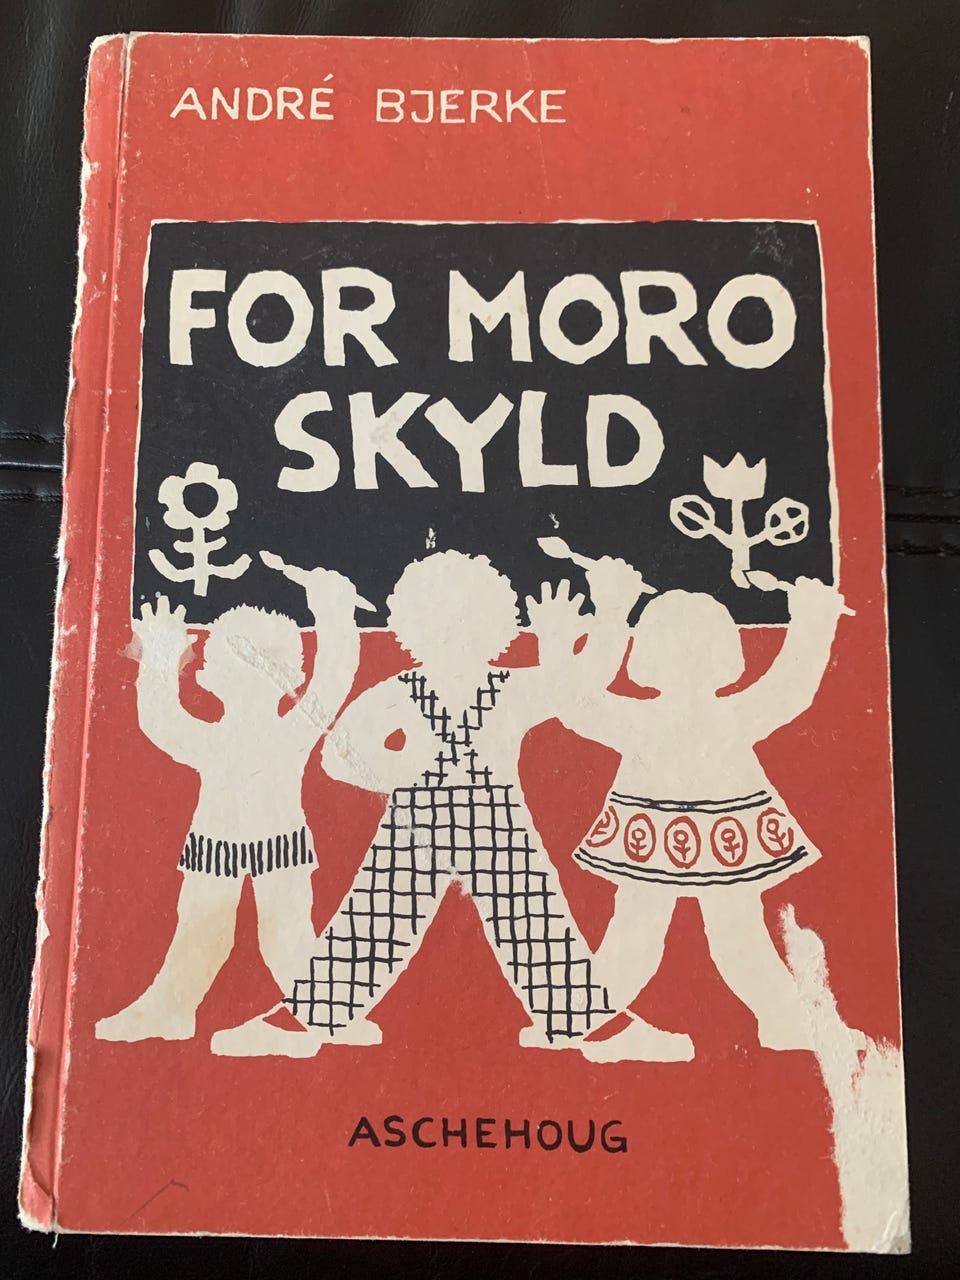 ANDRÉ BJERKE
FOR MORO
SKYLD
ASCHEHOUG